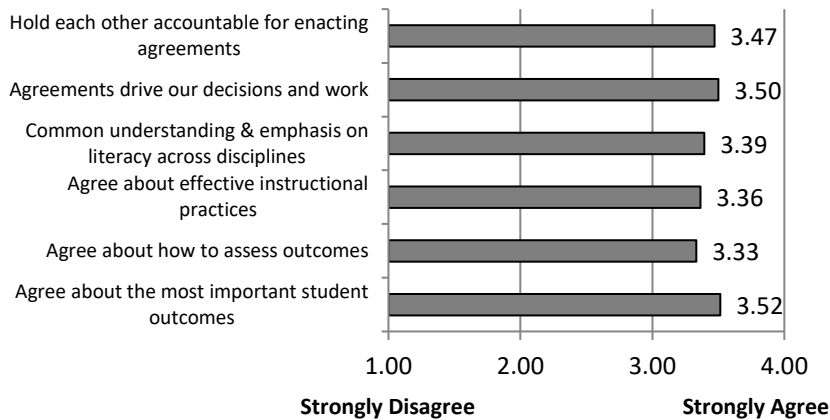 Hold each other accountable for enacting
agreements
3.47
Agreements drive our decisions and work
3.50
Common understanding & emphasis on
literacy across disciplines
3.39
Agree about effective instructional
practices
3.36
Agree about how to assess outcomes
3.33
Agree about the most important student
outcomes
3.52
1.00 2.00 3.00 4.00
Strongly Disagree Strongly Agree